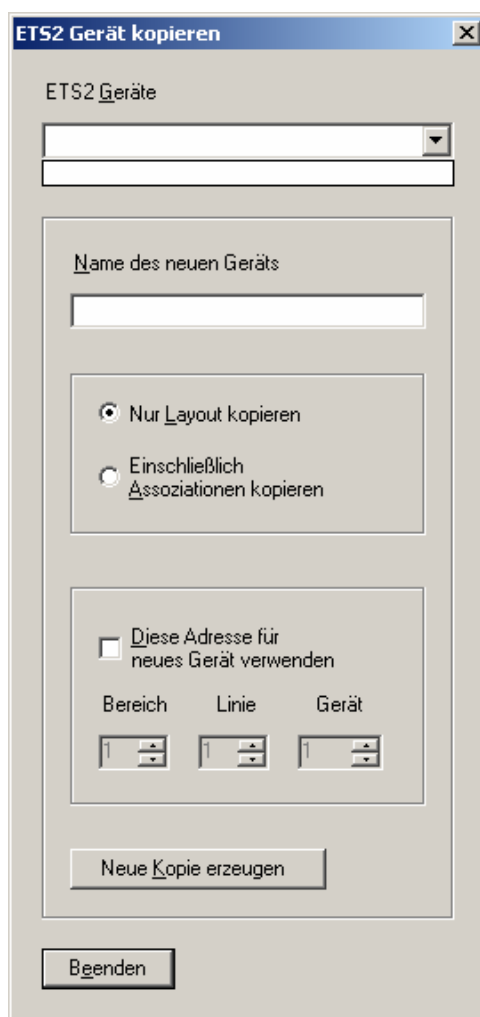 ETS2 Gerät kopieren
ETS2 Geräte
Name des neuen Geräts
Nur Layout kopieren
Einschließlich
Assoziationen kopieren
Diese Adresse für
neues Gerät verwenden
Bereich Linie Gerät
1 1 1
Neue Kopie erzeugen
Beenden